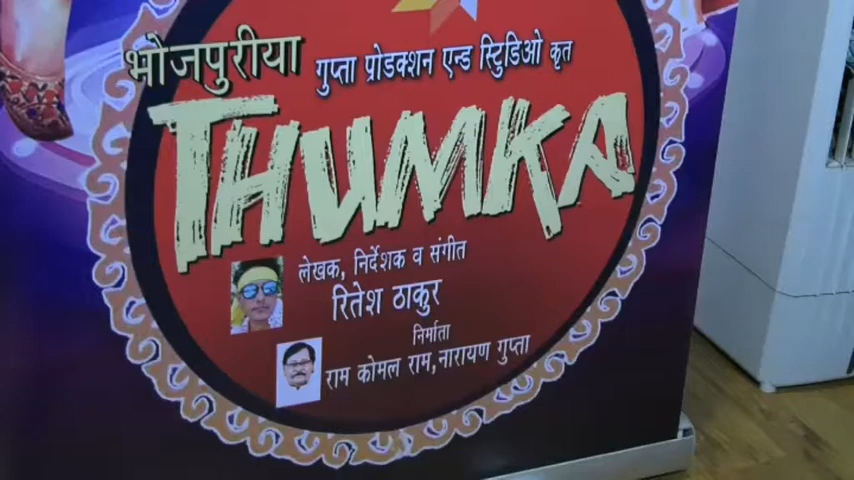 गुप्ता प्रोडक्शन एन्ड स्टुिडिओ कृत
भोजपुरीया
THUMKA
लेखक, निर्देशक व संगीत
रितेश ठाकुर
निर्माता
राम कोमल राम,नारायण गुप्ता